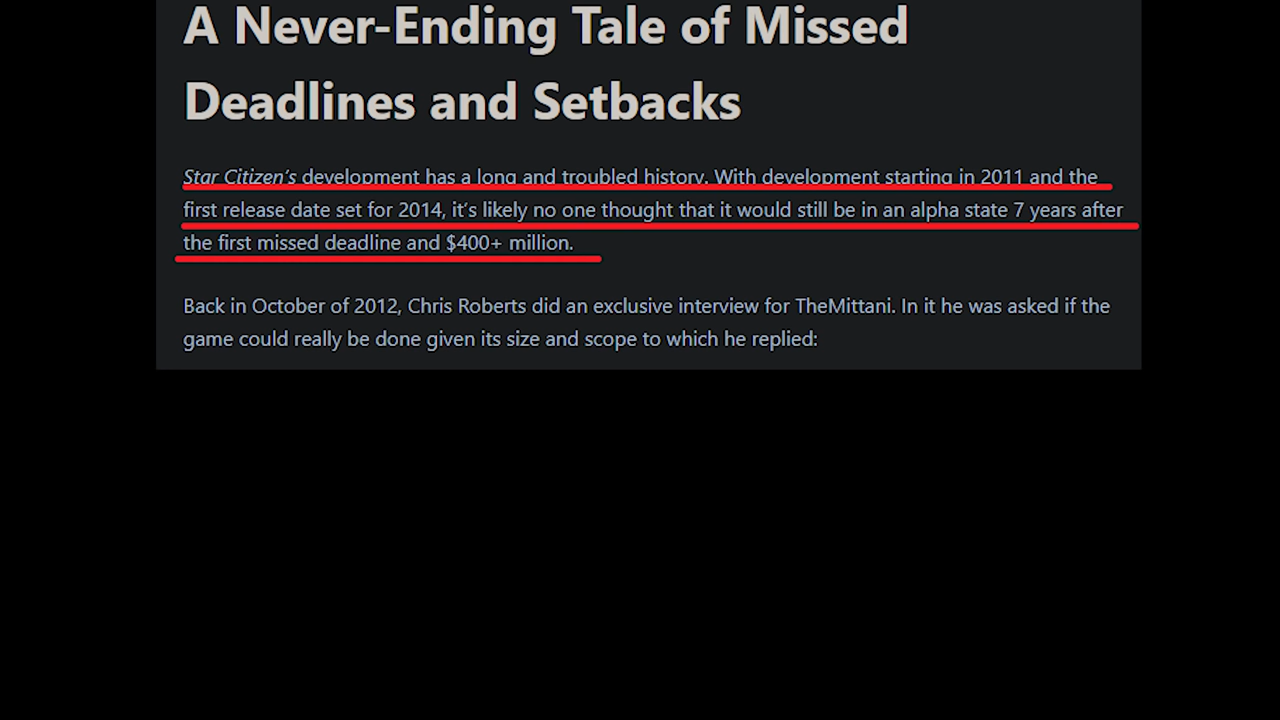 A Never-Ending Tale of Missed
Deadlines and Setbacks
Star Citizen’s development has a long and troubled history. With development starting in 2011 and the
first release date set for 2014, it’s likely no one thought that it would still be in an alpha state 7 years after
the first missed deadline and $400+ million.
Back in October of 2012, Chris Roberts did an exclusive interview for TheMittani. In it he was asked if the
game could really be done given its size and scope to which he replied: